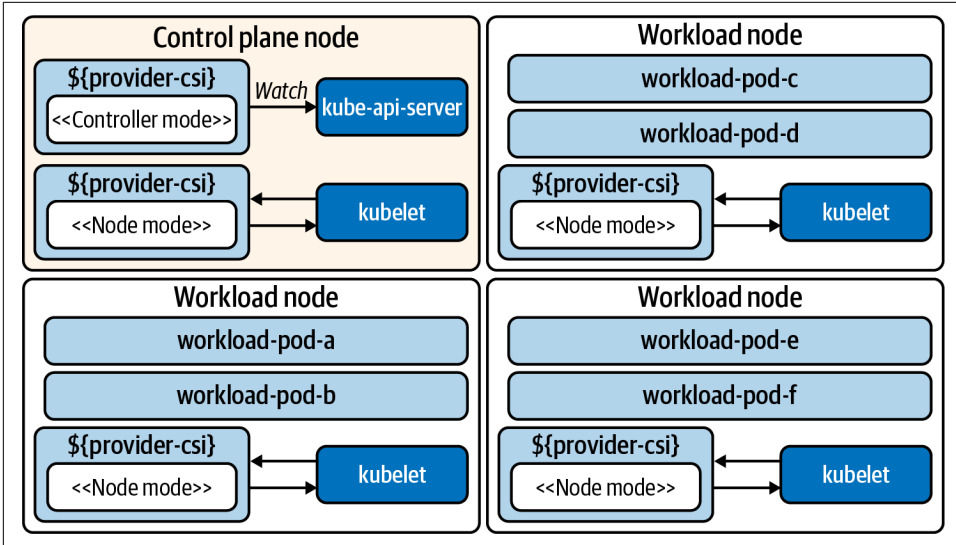 Control plane node
${provider-csi}
<<Controller mode>>
Watch
kube-api-server
${provider-csi}
<<Node mode>>
kubelet
Workload node
workload-pod-c
workload-pod-d
${provider-csi}
<<Node mode>>
kubelet
Workload node
workload-pod-a
workload-pod-b
${provider-csi}
<<Node mode>>
kubelet
Workload node
workload-pod-e
workload-pod-f
${provider-csi}
<<Node mode>>
kubelet